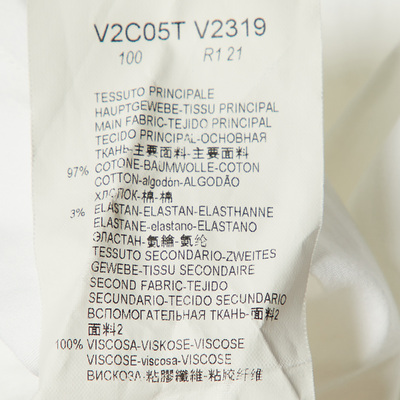 V2C05T V2319
100 R1 21
TESSUTO PRINCIPALE
HAUPTGEWEBE-TISSU PRINCIPAL
MAIN FABRIC-TEJIDO PRINCIPAL
TECIDO PRINCIPAL-ОСНОВНАЯ
ТКАНЬ-主要面料-主要面料
97% COTONE-BAUMWOLLE-COTON
COTTON-algodón-ALGODÃO
ХЛОПОК-棉-棉
3% ELASTAN-ELASTAN-ELASTHANNE
ELASTANE-elastano-ELASTANO
ЭЛАСТАН-氨綸-氨纶
TESSUTO SECONDARIO-ZWEITES
GEWEBE-TISSU SECONDAIRE
SECOND FABRIC-TEJIDO
SECUNDARIO-TECIDO SECUNDARIO
ВСПОМОГАТЕЛЬНАЯ ТКАНЬ-面料2
面料2
100% VISCOSA-VISKOSE-VISCOSE
VISCOSE-viscosa-VISCOSE
ВИСКОЗА-粘膠纖維-粘胶纤维